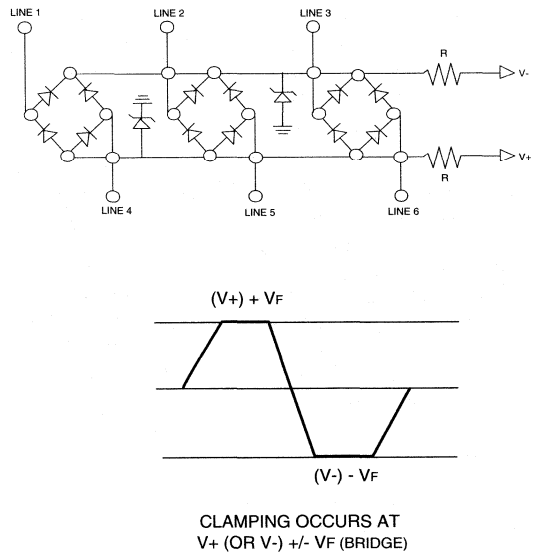 LINE 1
LINE 2
LINE 3
R
V-
R
V+
LINE 4
LINE 5
LINE 6
(V+) + VF
(V-) - VF
CLAMPING OCCURS AT
V+ (OR V-) +/- VF (BRIDGE)